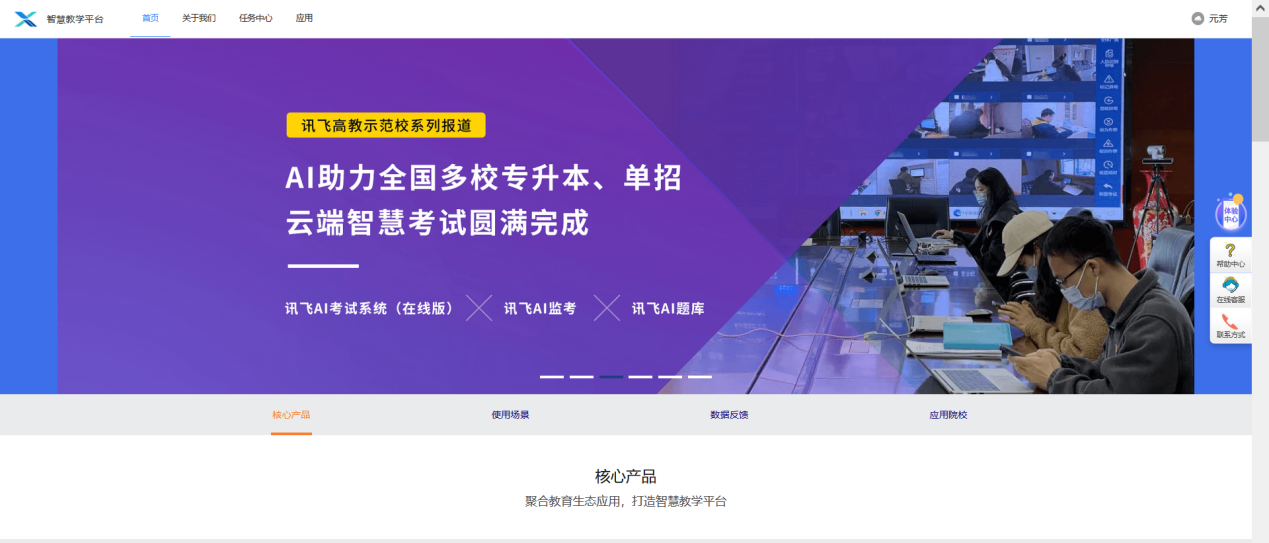 智慧教学平台
首页
关于我们
任务中心
应用
元芳
讯飞高教示范校系列报道
AI助力全国多校专升本、单招
云端智慧考试圆满完成
讯飞AI考试系统（在线版）
讯飞AI监考
讯飞AI题库
体验
中心
帮助中心
在线客服
联系方式
核心产品
使用场景
数据反馈
应用院校
核心产品
聚合教育生态应用，打造智慧教学平台